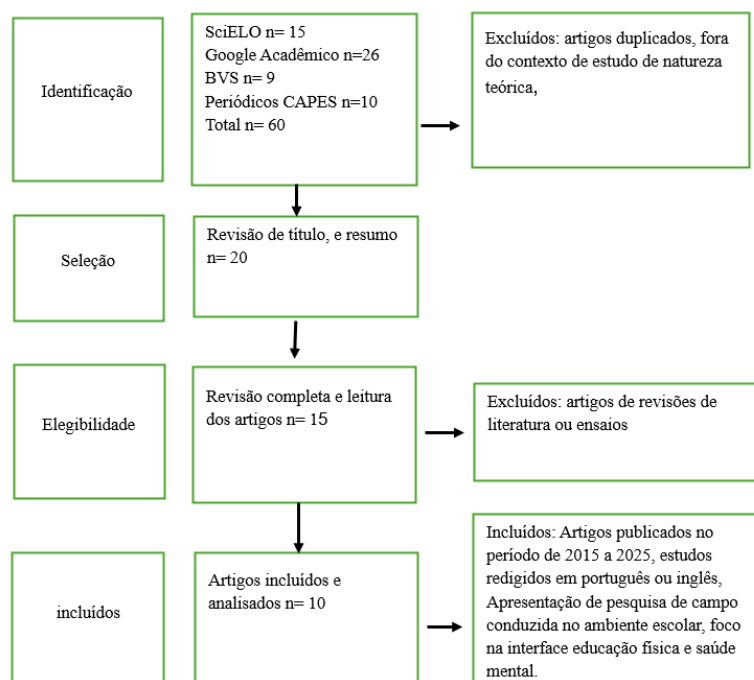 Identificação
SciELO n= 15
Google Acadêmico n=26
BVS n= 9
Periódicos CAPES n=10
Total n= 60
Excluídos: artigos duplicados, fora
do contexto de estudo de natureza
teórica,
Seleção
Revisão de título, e resumo
n= 20
Elegibilidade
Revisão completa e leitura
dos artigos n= 15
Excluídos: artigos de revisões de
literatura ou ensaios
incluídos
Artigos incluídos e
analisados n= 10
Incluídos: Artigos publicados no
período de 2015 a 2025, estudos
redigidos em português ou inglês,
Apresentação de pesquisa de campo
conduzida no ambiente escolar, foco
na interface educação física e saúde
mental.